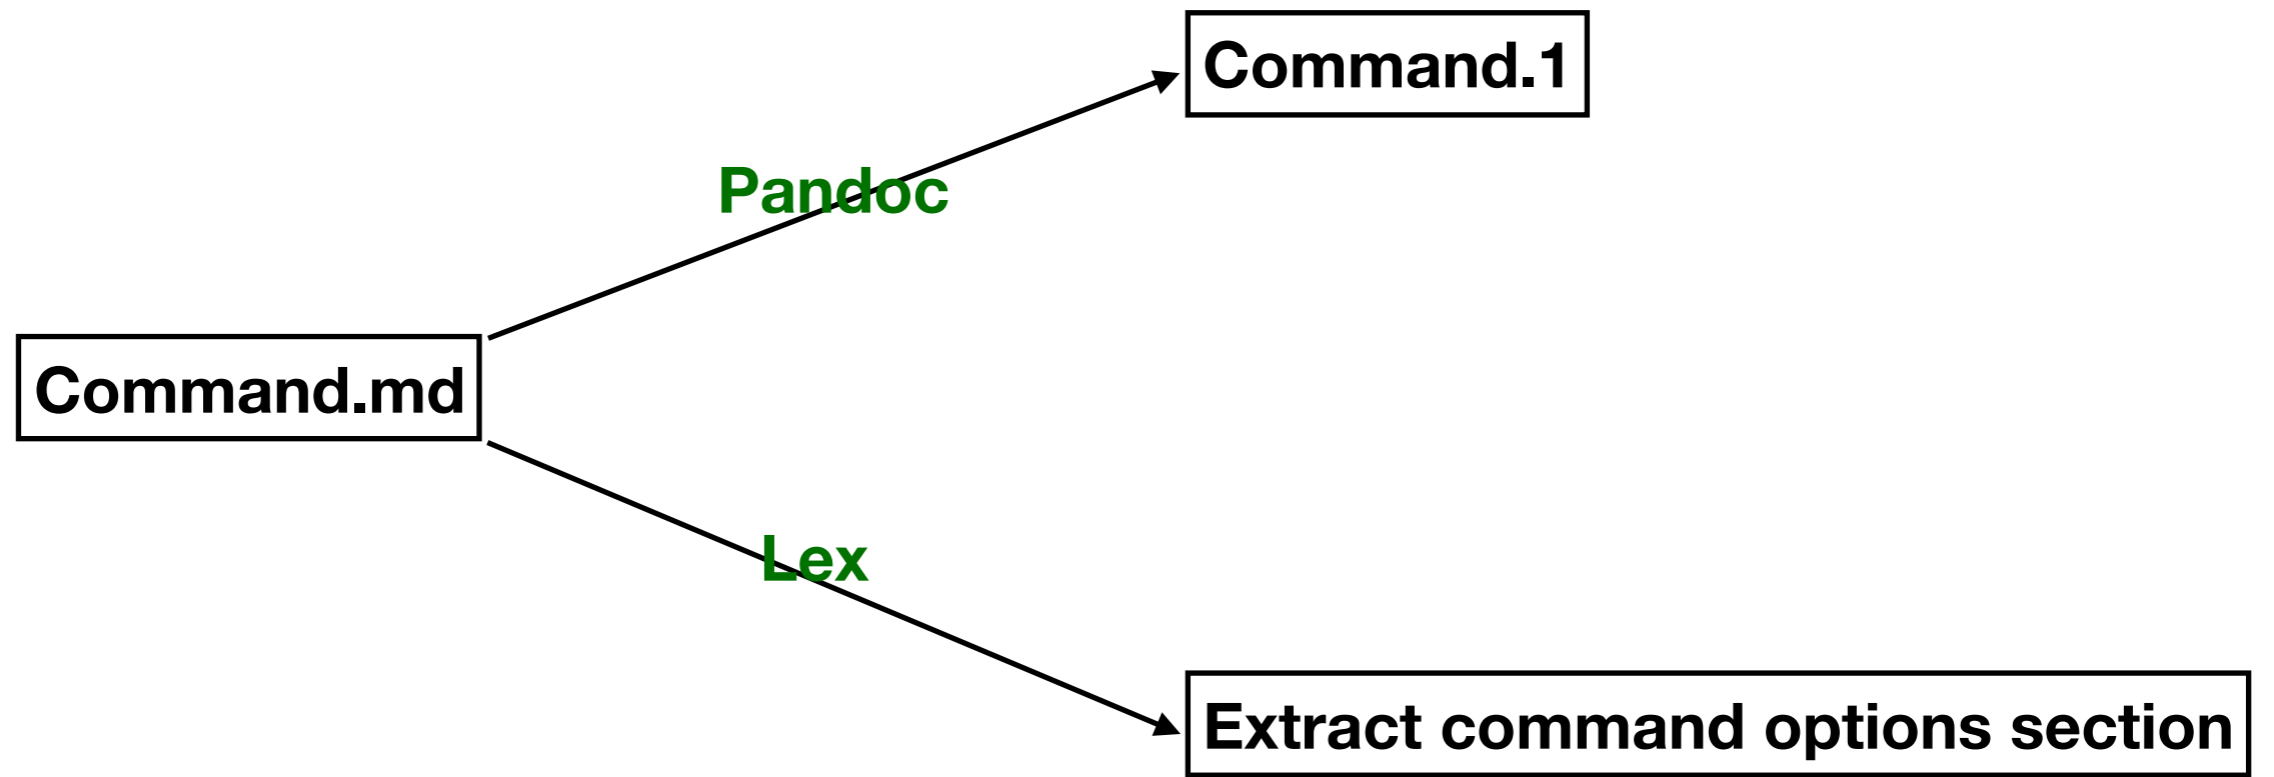 Command.1
Pandoc
Command.md
Lex
Extract command options section